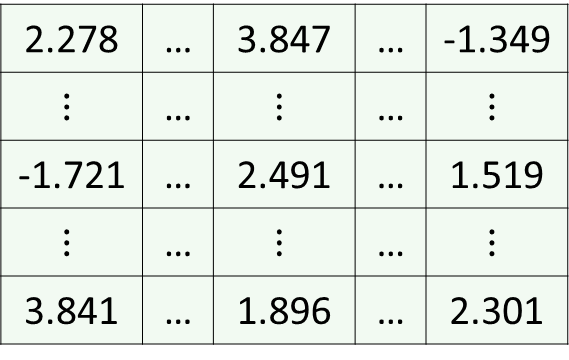 2.278 ... 3.847 ... -1.349
⋮ ... ⋮ ... ⋮
-1.721 ... 2.491 ... 1.519
⋮ ... ⋮ ... ⋮
3.841 ... 1.896 ... 2.301